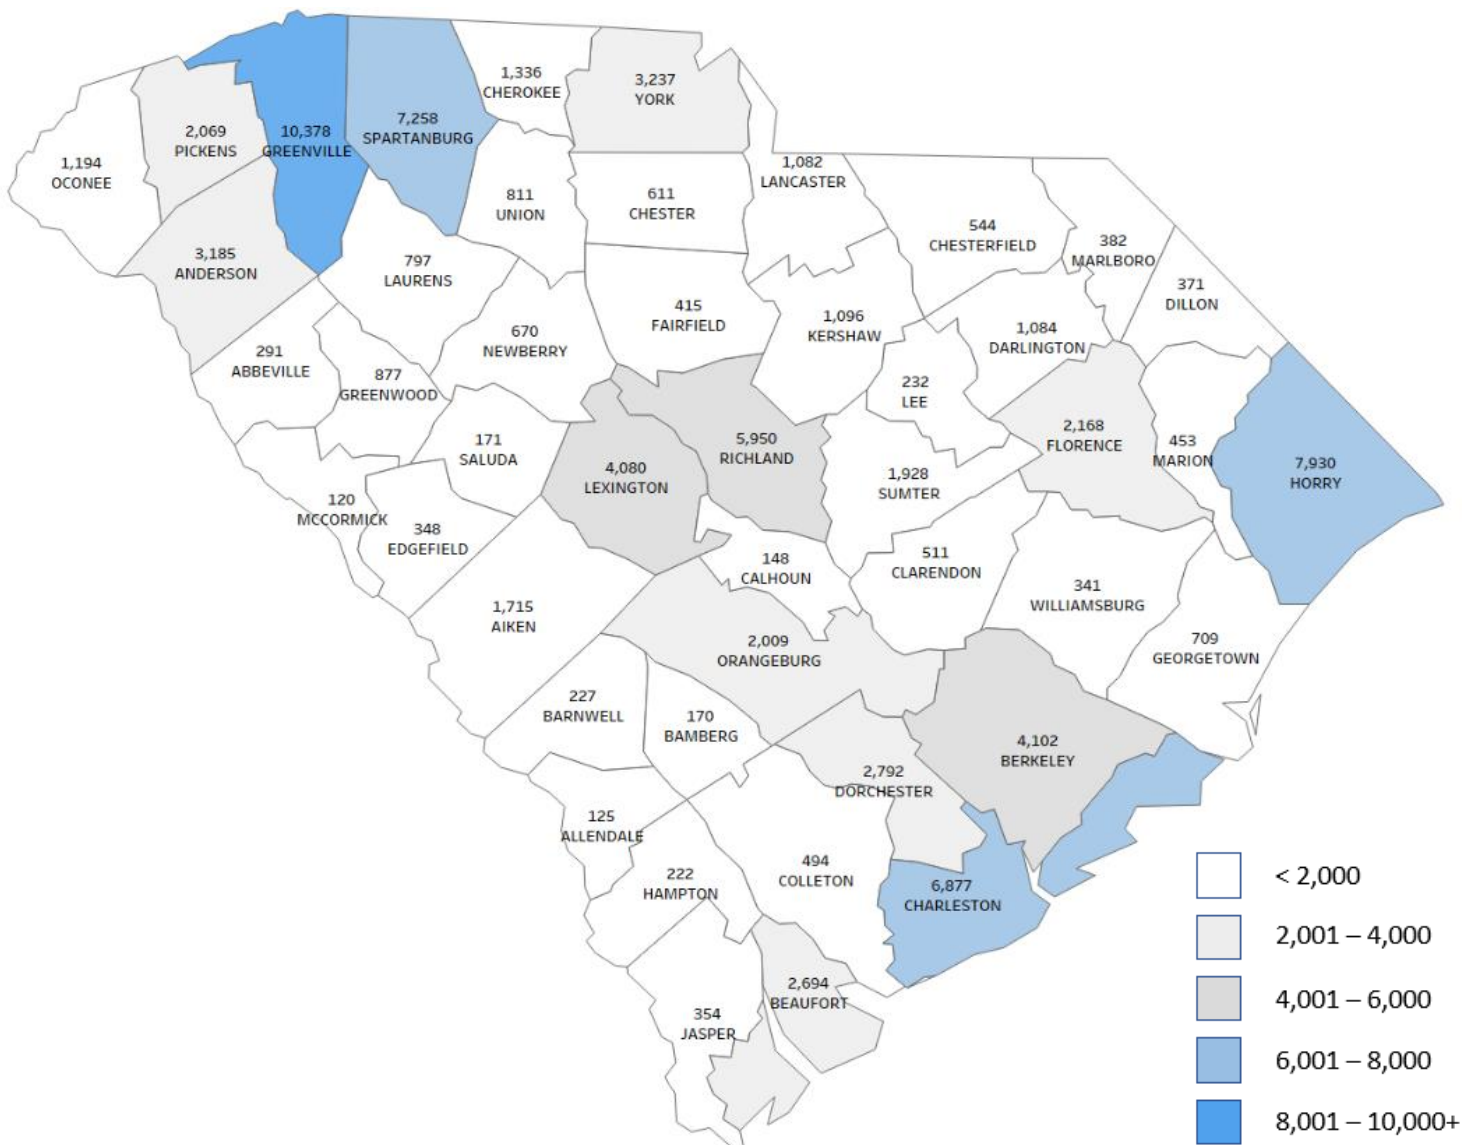 1,336
CHEROKEE
3,237
YORK
7,258
SPARTANBURG
10,378
GREENVILLE
2,069
PICKENS
1,194
OCONEE
1,082
LANCASTER
811
UNION
611
CHESTER
544
CHESTERFIELD
382
MARLBORO
371
DILLON
3,185
ANDERSON
797
LAURENS
415
FAIRFIELD
1,096
KERSHAW
1,084
DARLINGTON
670
NEWBERRY
291
ABBEVILLE
877
GREENWOOD
232
LEE
2,168
FLORENCE
453
MARION
7,930
HORRY
171
SALUDA
5,950
RICHLAND
4,080
LEXINGTON
1,928
SUMTER
120
MCCORMICK
348
EDGEFIELD
148
CALHOUN
511
CLARENDON
341
WILLIAMSBURG
1,715
AIKEN
2,009
ORANGEBURG
709
GEORGETOWN
227
BARNWELL
170
BAMBERG
4,102
BERKELEY
2,792
DORCHESTER
125
ALLENDALE
222
HAMPTON
494
COLLETON
6,877
CHARLESTON
2,694
BEAUFORT
354
JASPER
< 2,000
2,001 – 4,000
4,001 – 6,000
6,001 – 8,000
8,001 – 10,000+